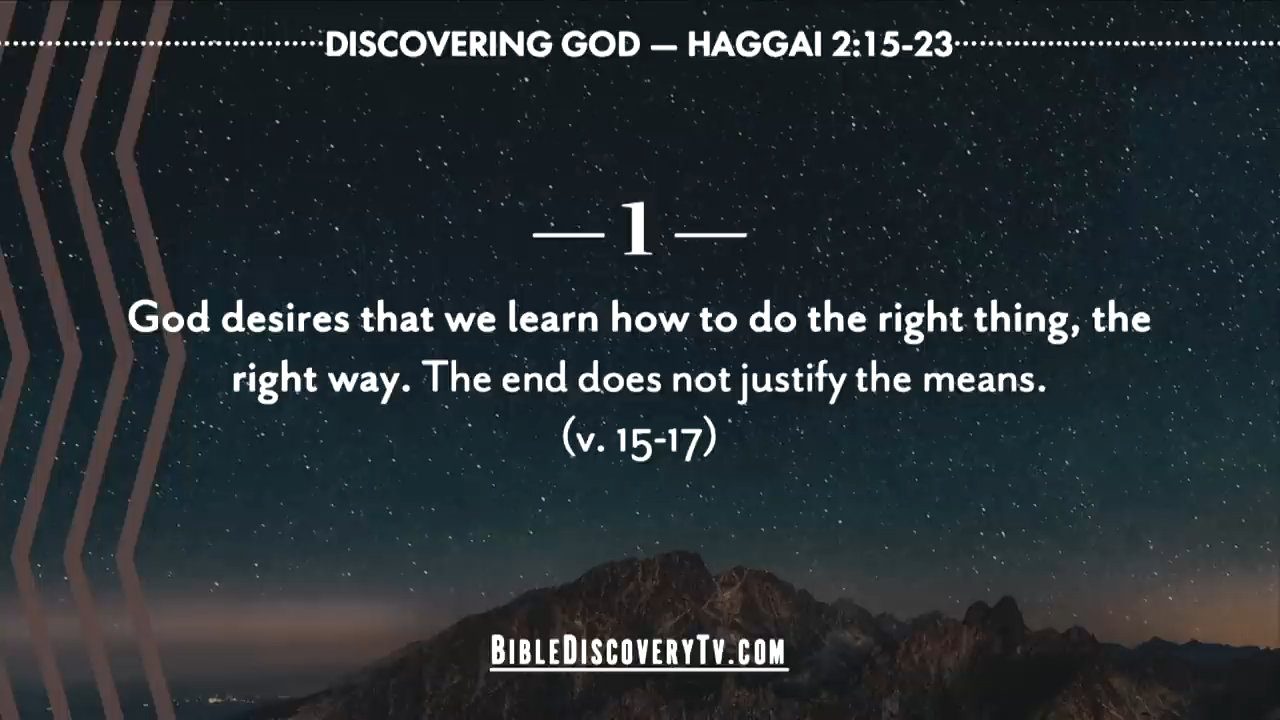 DISCOVERING GOD — HAGGAI 2:15-23
— 1 —
God desires that we learn how to do the right thing, the
right way. The end does not justify the means.
(v. 15-17)
BIBLEDISCOVERYTV.COM